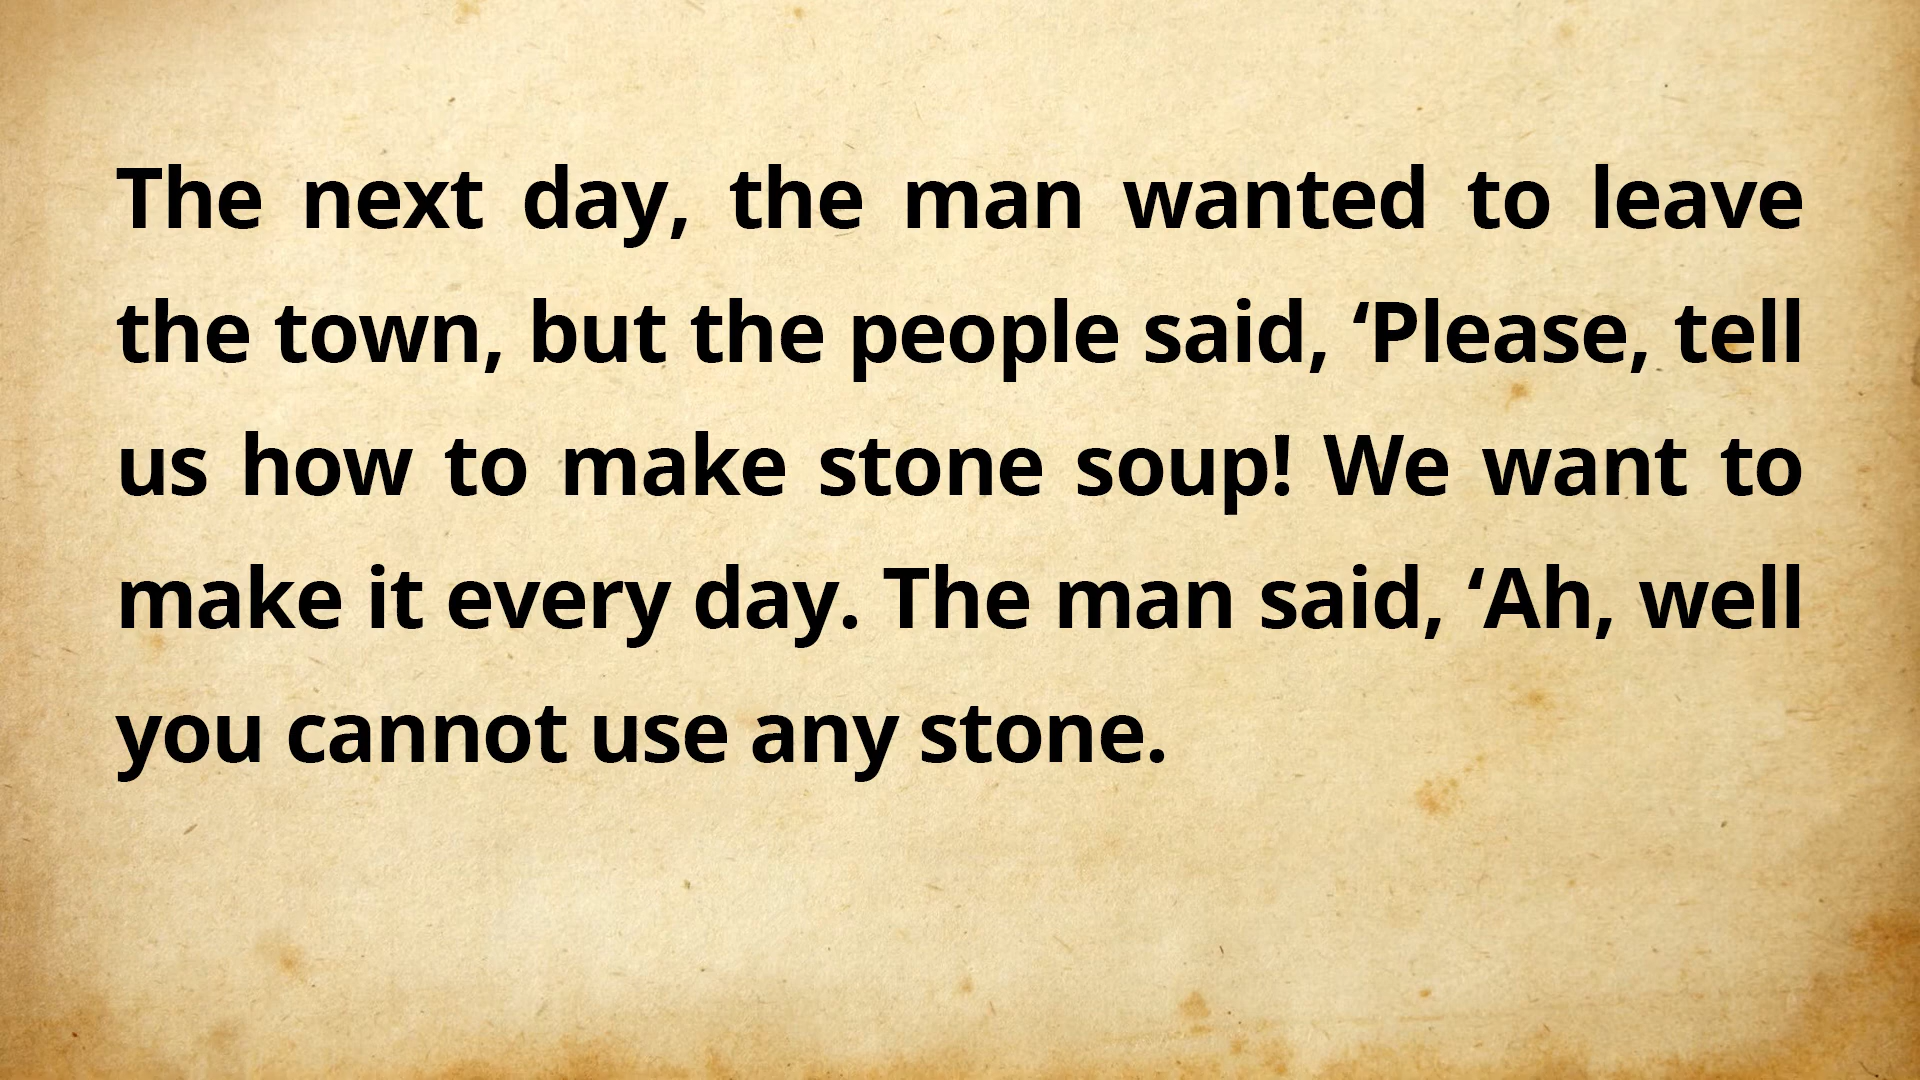 The next day, the man wanted to leave
the town, but the people said, ‘Please, tell
us how to make stone soup! We want to
make it every day. The man said, ‘Ah, well
you cannot use any stone.